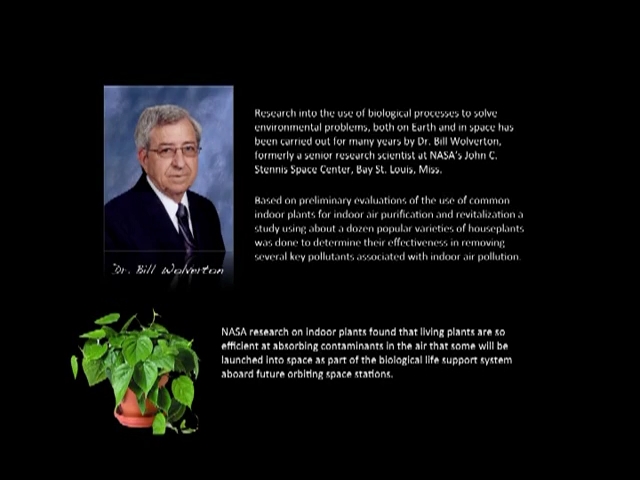 Research into the use of biological processes to solve
environmental problems, both on Earth and in space has
been carried out for many years by Dr. Bill Wolverton,
formerly a senior research scientist at NASA's John C.
Stennis Space Center, Bay St. Louis, Miss.
Based on preliminary evaluations of the use of common
indoor plants for indoor air purification and revitalization a
study using about a dozen popular varieties of houseplants
was done to determine their effectiveness in removing
several key pollutants associated with indoor air pollution.
Dr. Bill Wolverton
NASA research on indoor plants found that living plants are so
efficient at absorbing contaminants in the air that some will be
launched into space as part of the biological life support system
aboard future orbiting space stations.